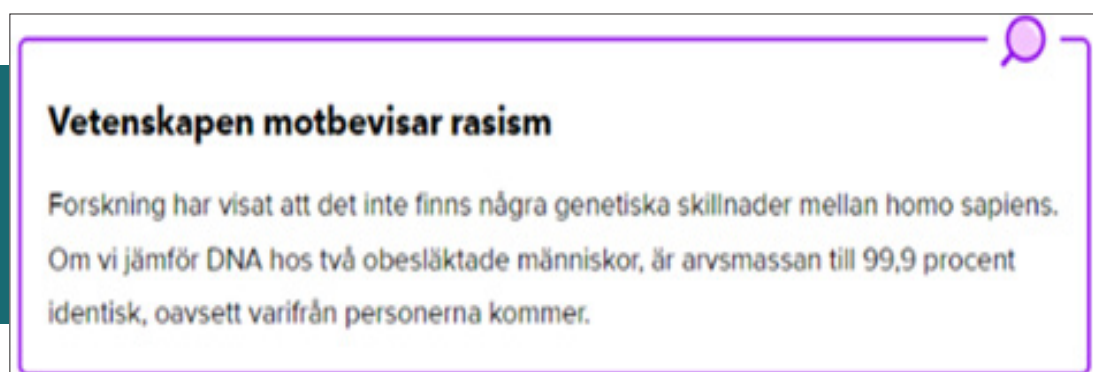 Vetenskapen motbevisar rasism
Forskning har visat att det inte finns några genetiska skillnader mellan homo sapiens.
Om vi jämför DNA hos två obesläktade människor, är arvsmassan till 99,9 procent
identisk, oavsett varifrån personerna kommer.